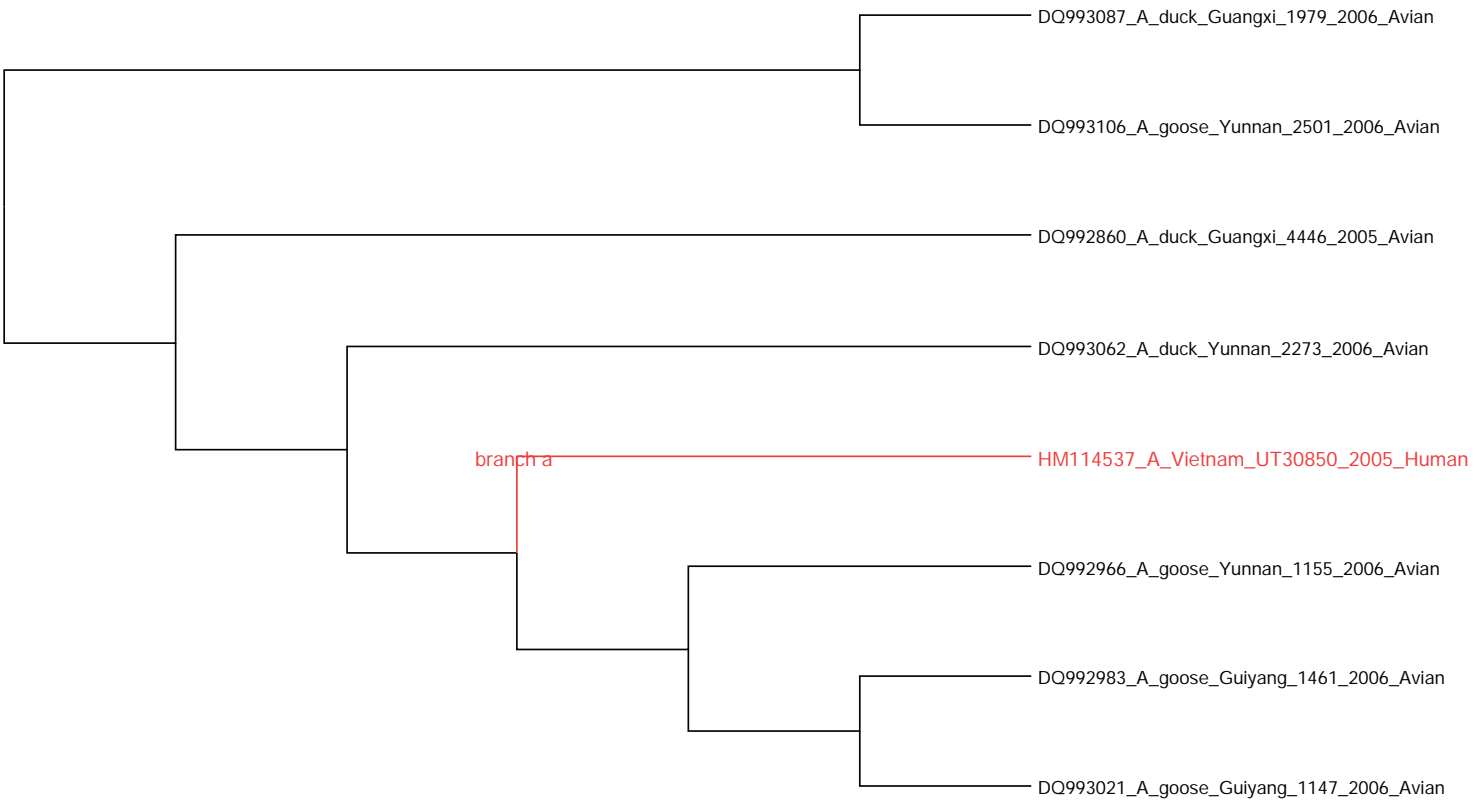 DQ993087_A_duck_Guangxi_1979_2006_Avian
DQ993106_A_goose_Yunnan_2501_2006_Avian
DQ992860_A_duck_Guangxi_4446_2005_Avian
DQ993062_A_duck_Yunnan_2273_2006_Avian
branch a
HM114537_A_Vietnam_UT30850_2005_Human
DQ992966_A_goose_Yunnan_1155_2006_Avian
DQ992983_A_goose_Guiyang_1461_2006_Avian
DQ993021_A_goose_Guiyang_1147_2006_Avian